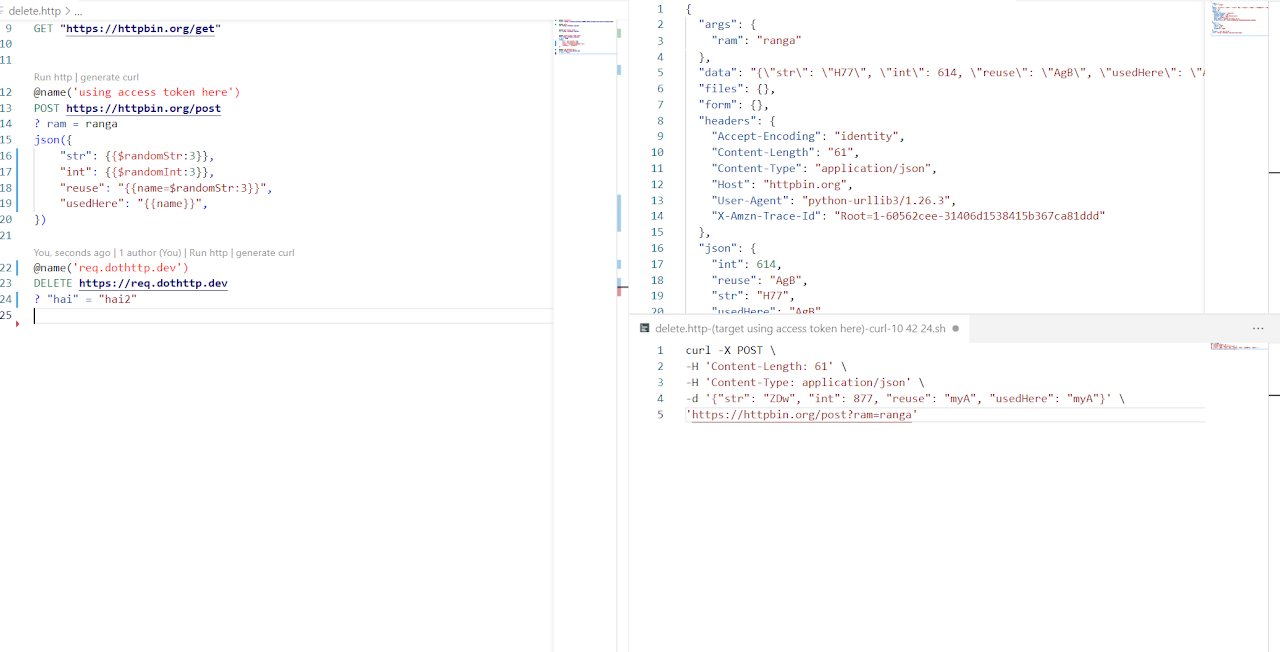 delete.http > ...
9 GET "https://httpbin.org/get"
10
11
Run http | generate curl
12 @name('using access token here')
13 POST https://httpbin.org/post
14 ? ram = ranga
15 json({
16 "str": {{$randomStr:3}},
17 "int": {{$randomInt:3}},
18 "reuse": "{{name=$randomStr:3}}",
19 "usedHere": "{{name}}",
20 })
21
You, seconds ago | 1 author (You) | Run http | generate curl
22 @name('req.dothttp.dev')
23 DELETE https://req.dothttp.dev
24 ? "hai" = "hai2"
25
1 {
2 "args": {
3 "ram": "ranga"
4 },
5 "data": "{\"str\": \"H77\", \"int\": 614, \"reuse\": \"AgB\", \"usedHere\": \"A
6 "files": {},
7 "form": {},
8 "headers": {
9 "Accept-Encoding": "identity",
10 "Content-Length": "61",
11 "Content-Type": "application/json",
12 "Host": "httpbin.org",
13 "User-Agent": "python-urllib3/1.26.3",
14 "X-Amzn-Trace-Id": "Root=1-60562cee-31406d1538415b367ca81ddd"
15 },
16 "json": {
17 "int": 614,
18 "reuse": "AgB",
19 "str": "H77",
20 "usedHere": "AgB"
delete.http-(target using access token here)-curl-10 42 24.sh ●
1 curl -X POST \
2 -H 'Content-Length: 61' \
3 -H 'Content-Type: application/json' \
4 -d '{"str": "ZDw", "int": 877, "reuse": "myA", "usedHere": "myA"}' \
5 'https://httpbin.org/post?ram=ranga'